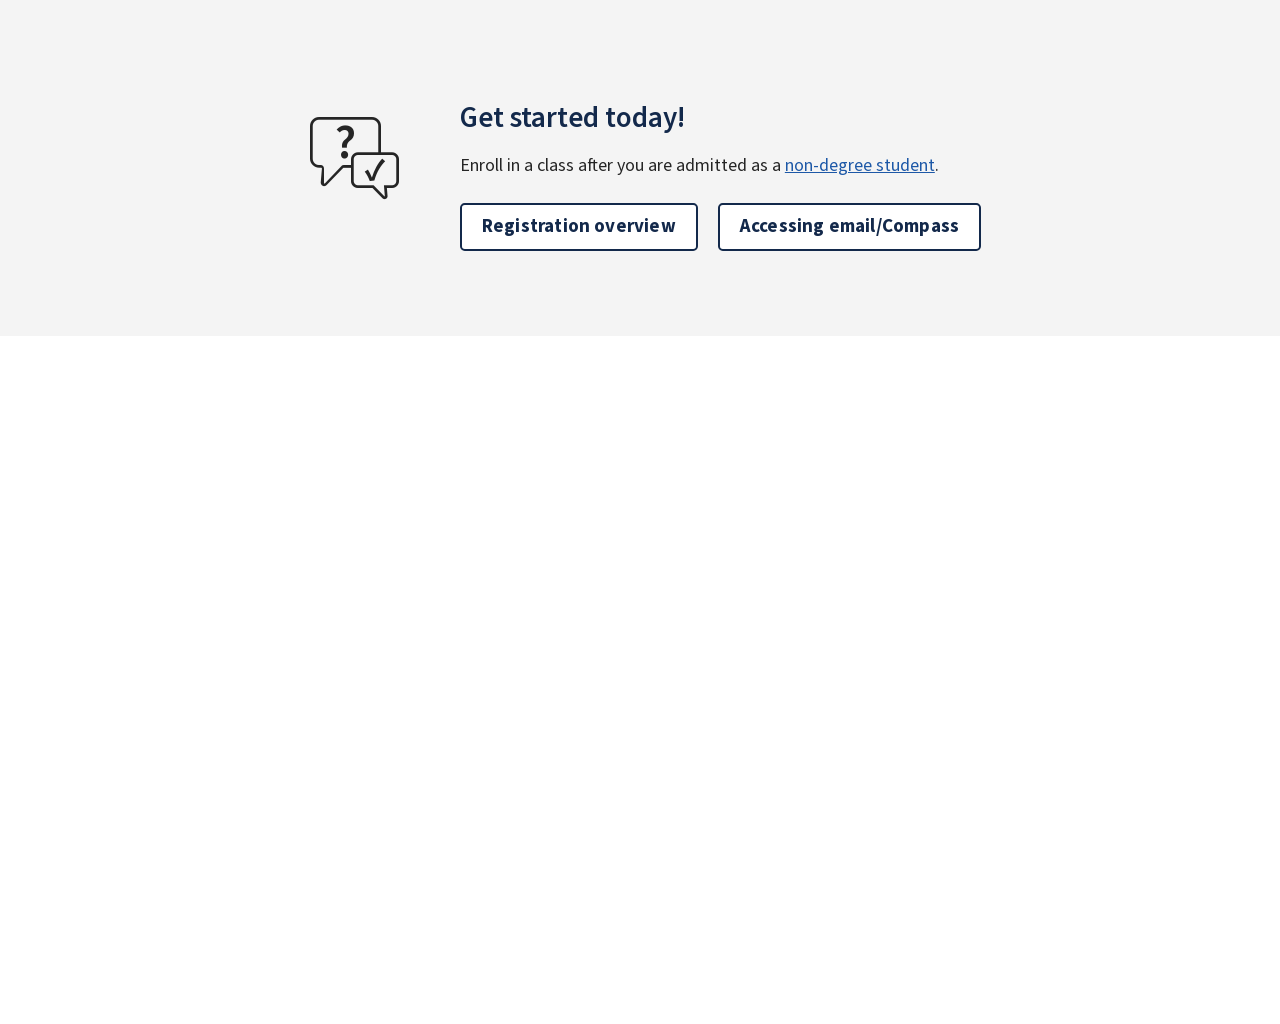 Get started today!
Enroll in a class after you are admitted as a non-degree student.
Registration overview
Accessing email/Compass